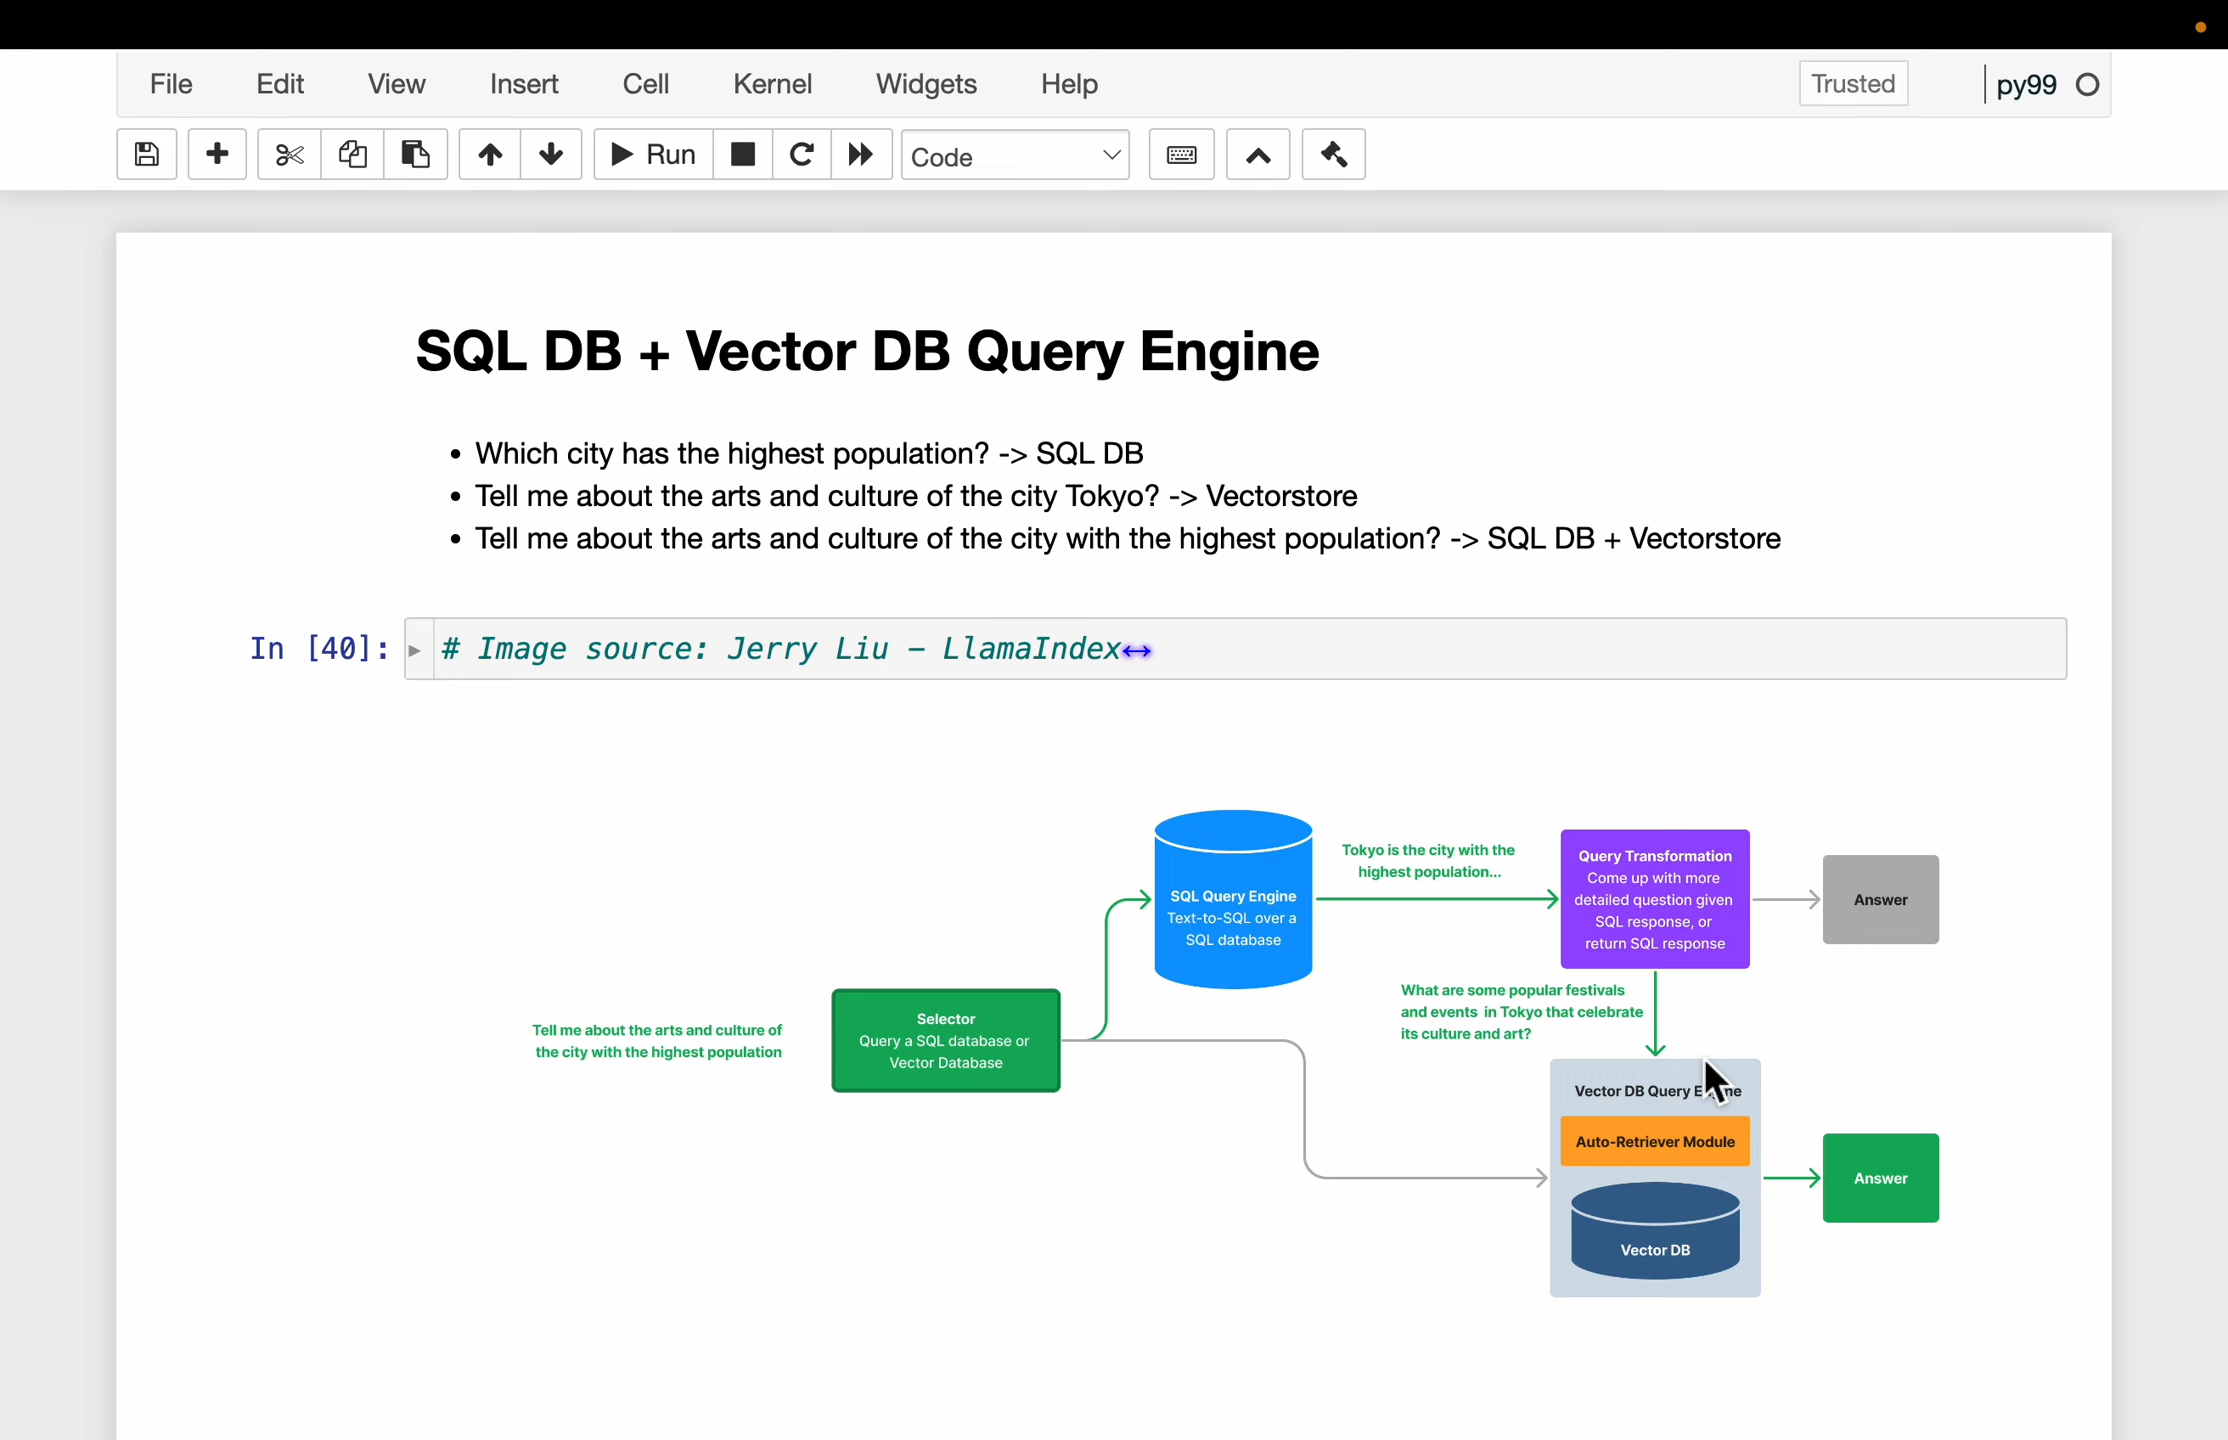 File Edit View Insert Cell Kernel Widgets Help Trusted py99
Run Code
SQL DB + Vector DB Query Engine
• Which city has the highest population? -> SQL DB
• Tell me about the arts and culture of the city Tokyo? -> Vectorstore
• Tell me about the arts and culture of the city with the highest population? -> SQL DB + Vectorstore
In [40]: # Image source: Jerry Liu – LlamaIndex
Tell me about the arts and culture of
the city with the highest population
Selector
Query a SQL database or
Vector Database
SQL Query Engine
Text-to-SQL over a
SQL database
Tokyo is the city with the
highest population...
Query Transformation
Come up with more
detailed question given
SQL response, or
return SQL response
Answer
What are some popular festivals
and events in Tokyo that celebrate
its culture and art?
Vector DB Query
Auto-Retriever Module
Vector DB
Answer